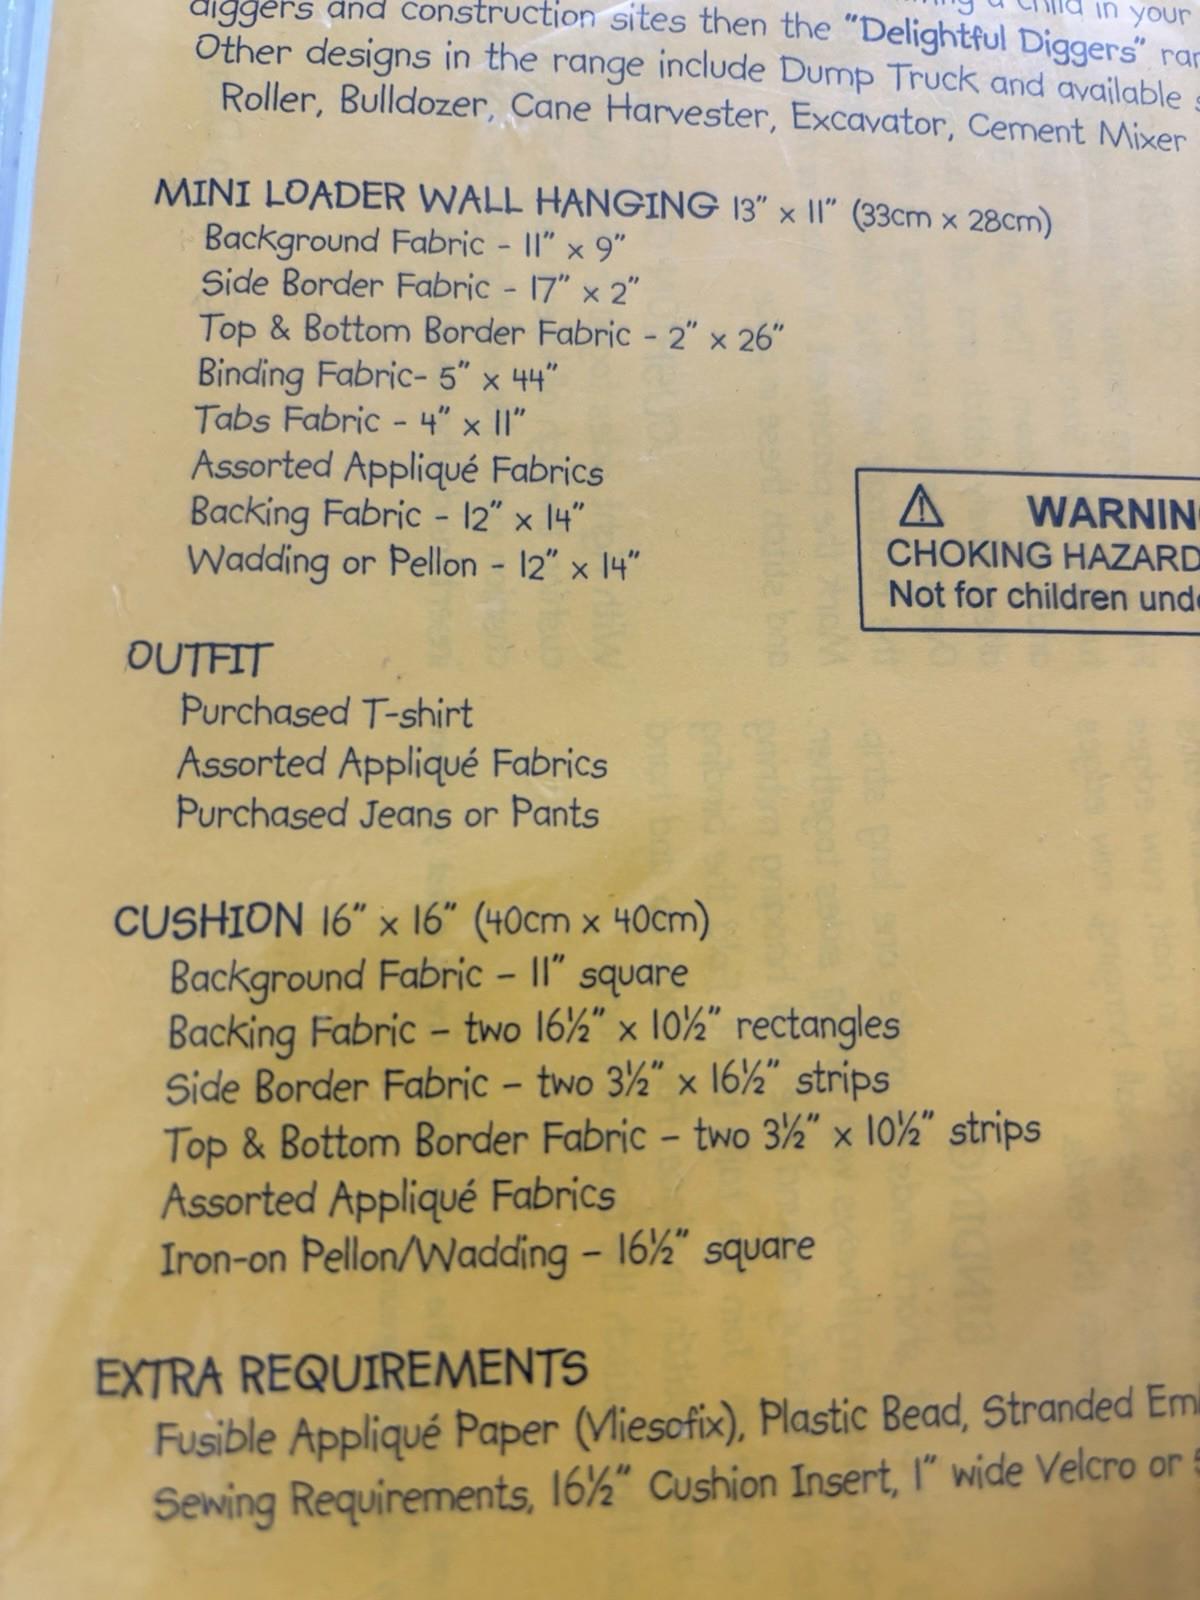 diggers and construction sites then the "Delightful Diggers"
a child in your
Other designs in the range include Dump Truck and available
Roller, Bulldozer, Cane Harvester, Excavator, Cement Mixer
MINI LOADER WALL HANGING 13" x 11" (33cm x 28cm)
Background Fabric - 11" x 9"
Side Border Fabric - 17" x 2"
Top & Bottom Border Fabric - 2" x 26"
Binding Fabric- 5" x 44"
Tabs Fabric - 4" x 11"
Assorted Appliqué Fabrics
Backing Fabric - 12" x 14"
Wadding or Pellon - 12" x 14"
⚠ WARNIN
CHOKING HAZARD
Not for children und
OUTFIT
Purchased T-shirt
Assorted Appliqué Fabrics
Purchased Jeans or Pants
CUSHION 16" x 16" (40cm x 40cm)
Background Fabric – 11" square
Backing Fabric – two 16½" x 10½" rectangles
Side Border Fabric – two 3½" x 16½" strips
Top & Bottom Border Fabric – two 3½" x 10½" strips
Assorted Appliqué Fabrics
Iron-on Pellon/Wadding – 16½" square
EXTRA REQUIREMENTS
Fusible Appliqué Paper (Vliesofix), Plastic Bead, Stranded Em
Sewing Requirements, 16½" Cushion Insert, 1" wide Velcro or